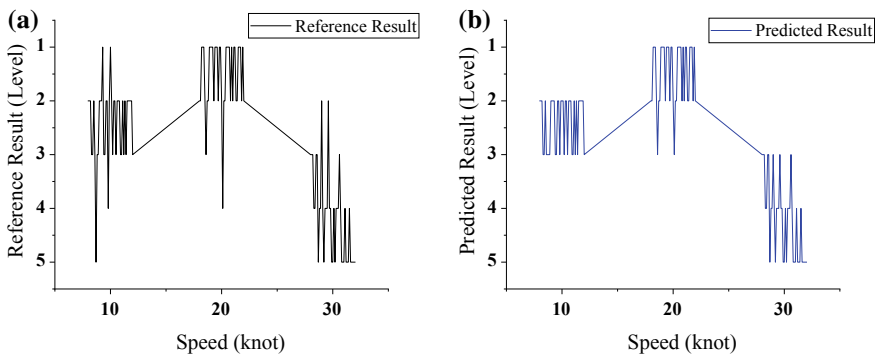 (a)
Reference Result
Reference Result (Level)
1
2
3
4
5
10
20
30
Speed (knot)
(b)
Predicted Result
Predicted Result (Level)
1
2
3
4
5
10
20
30
Speed (knot)